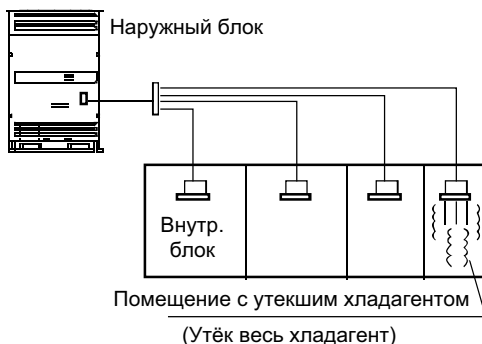 Наружный блок
Внутр.
блок
Помещение с утекшим хладагентом
(Утёк весь хладагент)